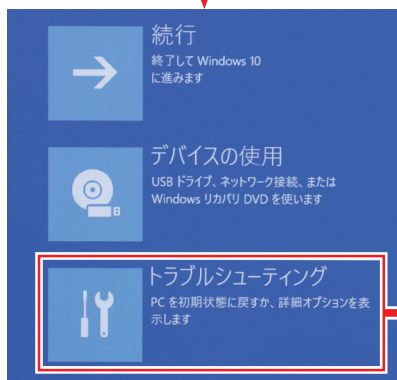 続行
終了して Windows 10
に進みます
デバイスの使用
USB ドライブ、ネットワーク接続、または
Windows リカバリ DVD を使います
トラブルシューティング
PC を初期状態に戻すか、詳細オプションを表
示します